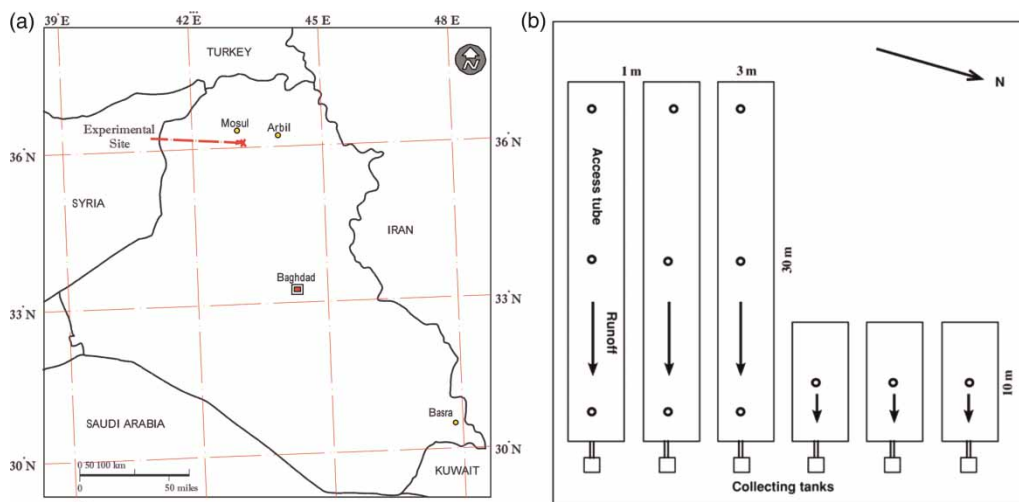 (a)
39 E
42 E
45 E
48 E
TURKEY
N
Mosul
Arbil
Experimental
Site
36 N
36 N
SYRIA
IRAN
Baghdad
33 N
33 N
SAUDI ARABIA
Basra
30 N
30 N
KUWAIT
0 50 100 km
50 miles
(b)
1 m
3 m
N
Access tube
30 m
Runoff
10 m
Collecting tanks